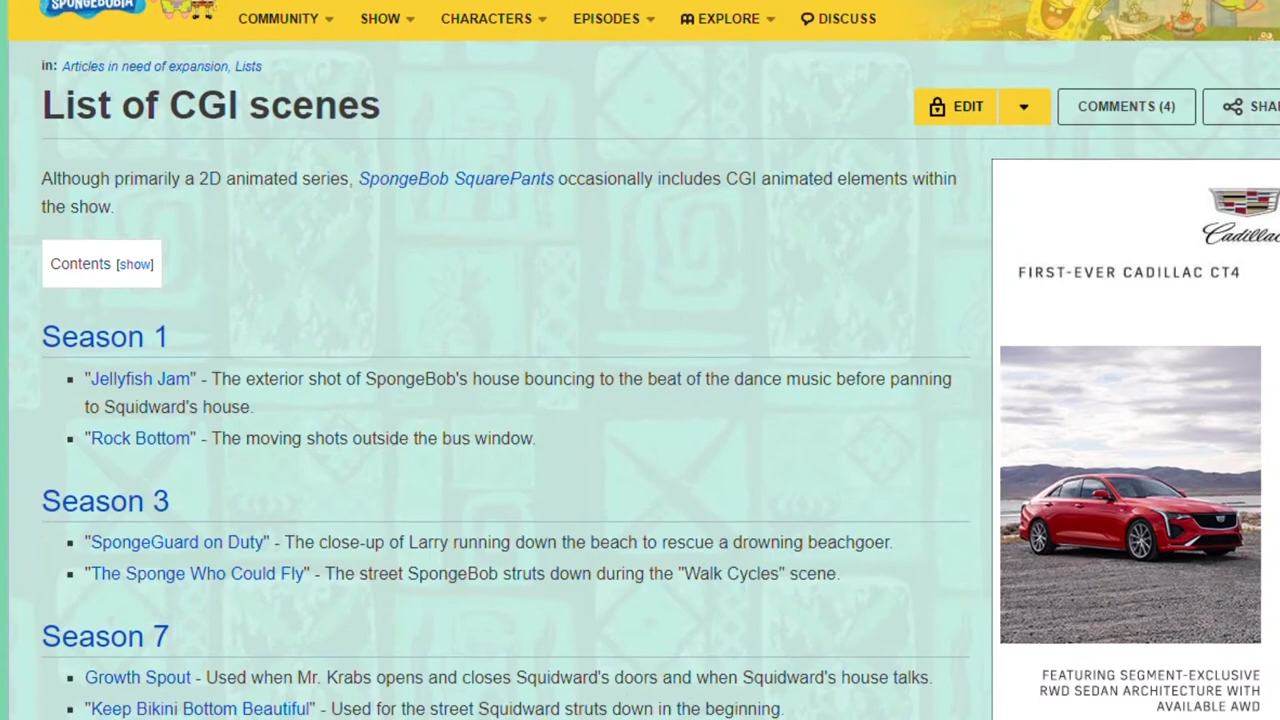 SPONGEBOBIA
COMMUNITY SHOW CHARACTERS EPISODES EXPLORE DISCUSS
in: Articles in need of expansion, Lists
List of CGI scenes
EDIT
COMMENTS (4)
SHA
Although primarily a 2D animated series, SpongeBob SquarePants occasionally includes CGI animated elements within
the show.
Contents [show]
Season 1
"Jellyfish Jam" - The exterior shot of SpongeBob's house bouncing to the beat of the dance music before panning
to Squidward's house.
"Rock Bottom" - The moving shots outside the bus window.
Season 3
"SpongeGuard on Duty" - The close-up of Larry running down the beach to rescue a drowning beachgoer.
"The Sponge Who Could Fly" - The street SpongeBob struts down during the "Walk Cycles" scene.
Season 7
Growth Spout - Used when Mr. Krabs opens and closes Squidward's doors and when Squidward's house talks.
"Keep Bikini Bottom Beautiful" - Used for the street Squidward struts down in the beginning.
Cadillac
FIRST-EVER CADILLAC CT4
FEATURING SEGMENT-EXCLUSIVE
RWD SEDAN ARCHITECTURE WITH
AVAILABLE AWD